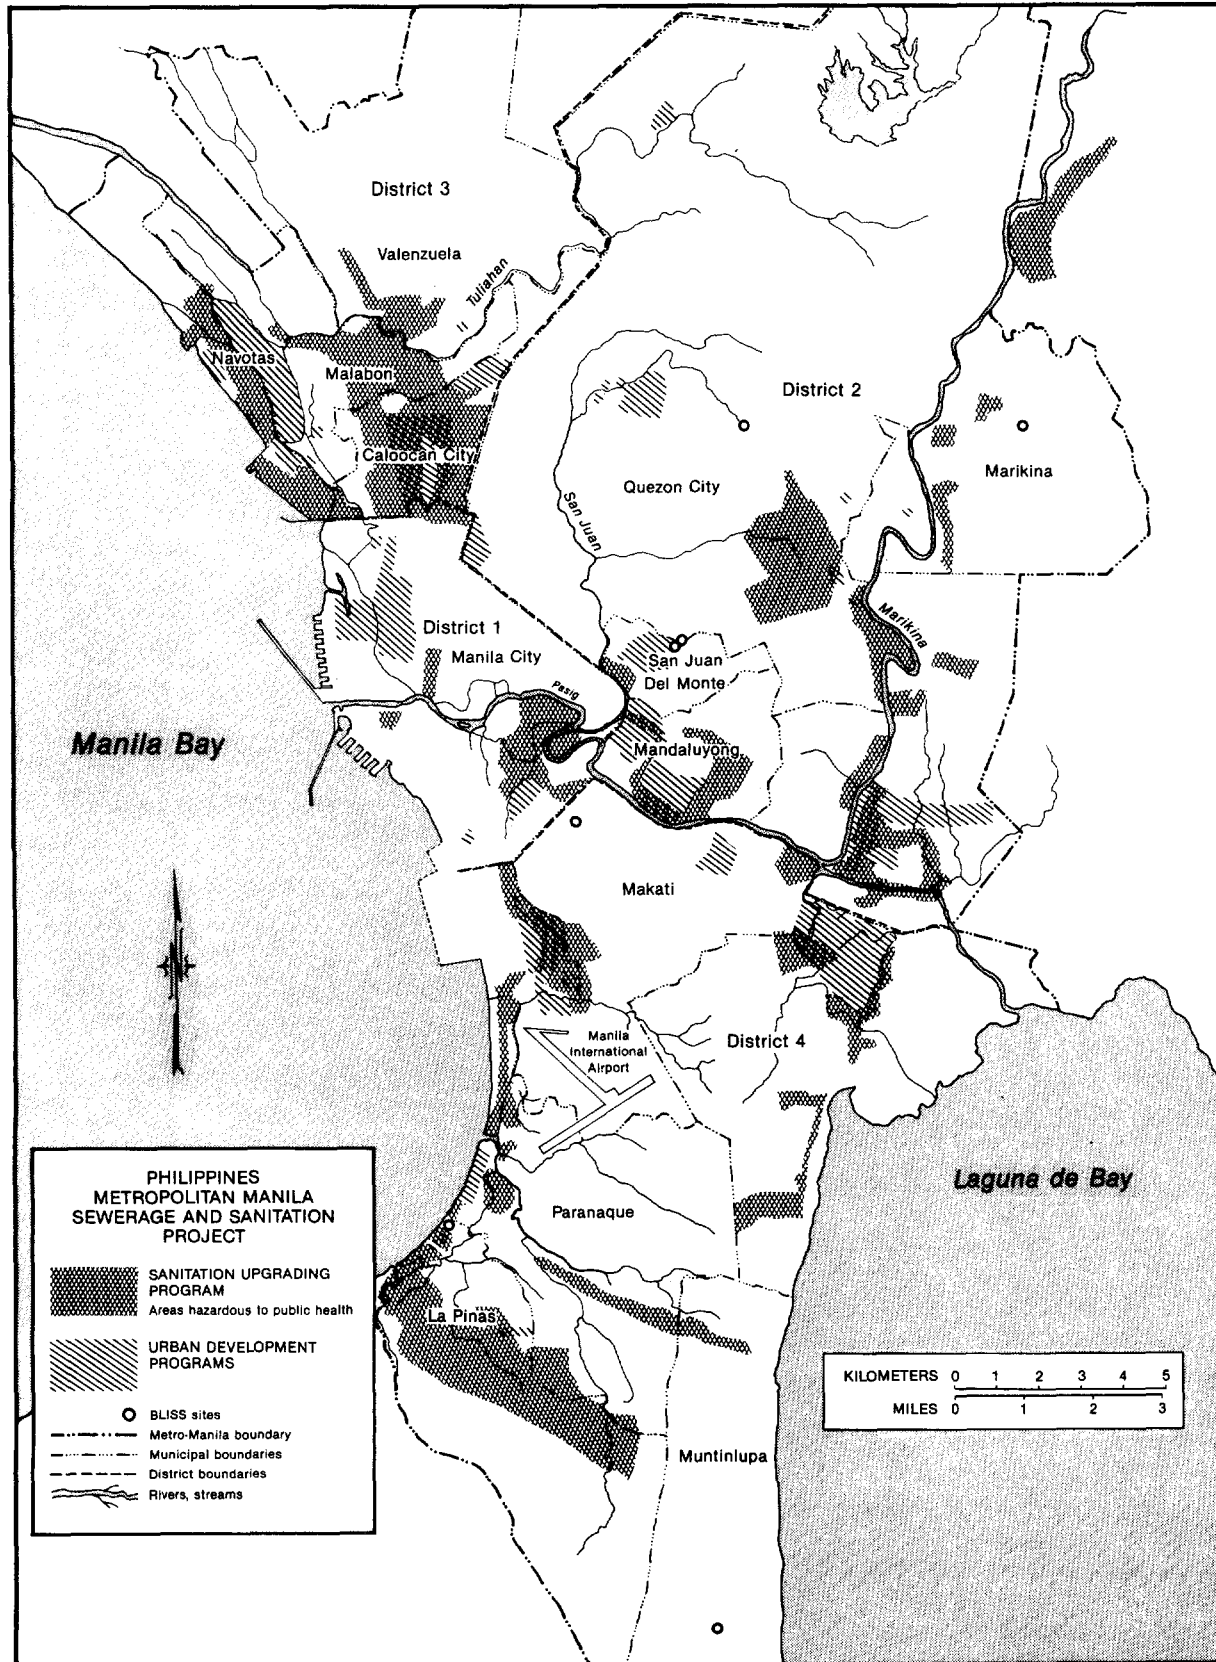 District 3
Valenzuela
Tuliahan
Navotas
Malabon
District 2
Caloocan City
Quezon City
Marikina
San Juan
District 1
Manila City
Marikina
San Juan
Del Monte
Pasig
Manila Bay
Mandaluyong
Makati
N
Manila
International
Airport
District 4
Laguna de Bay
Paranaque
La Pinas
Muntinlupa
PHILIPPINES
METROPOLITAN MANILA
SEWERAGE AND SANITATION
PROJECT
SANITATION UPGRADING
PROGRAM
Areas hazardous to public health
URBAN DEVELOPMENT
PROGRAMS
BLISS sites
Metro-Manila boundary
Municipal boundaries
District boundaries
Rivers, streams
KILOMETERS 0 1 2 3 4 5
MILES 0 1 2 3